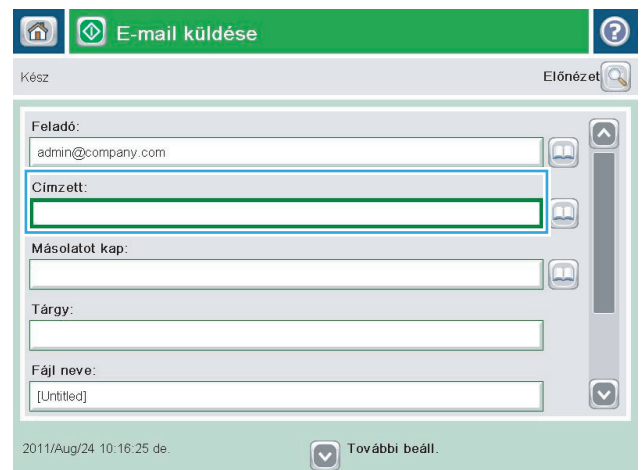 E-mail küldése
Kész
Előnézet
Feladó:
admin@company.com
Címzett:
Másolatot kap:
Tárgy:
Fájl neve:
[Untitled]
2011/Aug/24 10:16:25 de.
További beáll.